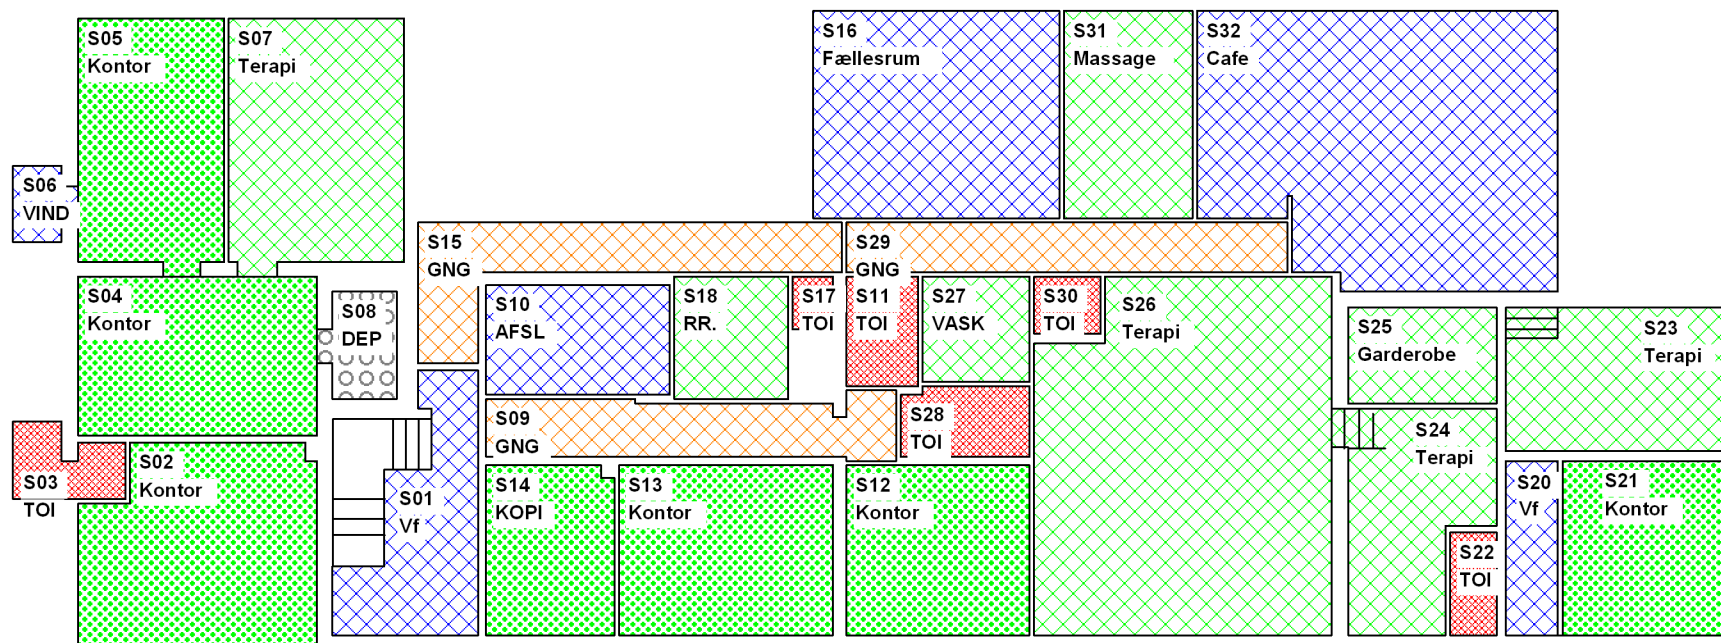 S05
Kontor
S07
Terapi
S16
Fællesrum
S31
Massage
S32
Cafe
S06
VIND
S15
GNG
S29
GNG
S04
Kontor
S08
DEP
S10
AFSL
S18
RR.
S17
TOI
S11
TOI
S27
VASK
S30
TOI
S26
Terapi
S25
Garderobe
S23
Terapi
S09
GNG
S28
TOI
S24
Terapi
S03
TOI
S02
Kontor
S01
Vf
S14
KOPI
S13
Kontor
S12
Kontor
S22
TOI
S20
Vf
S21
Kontor